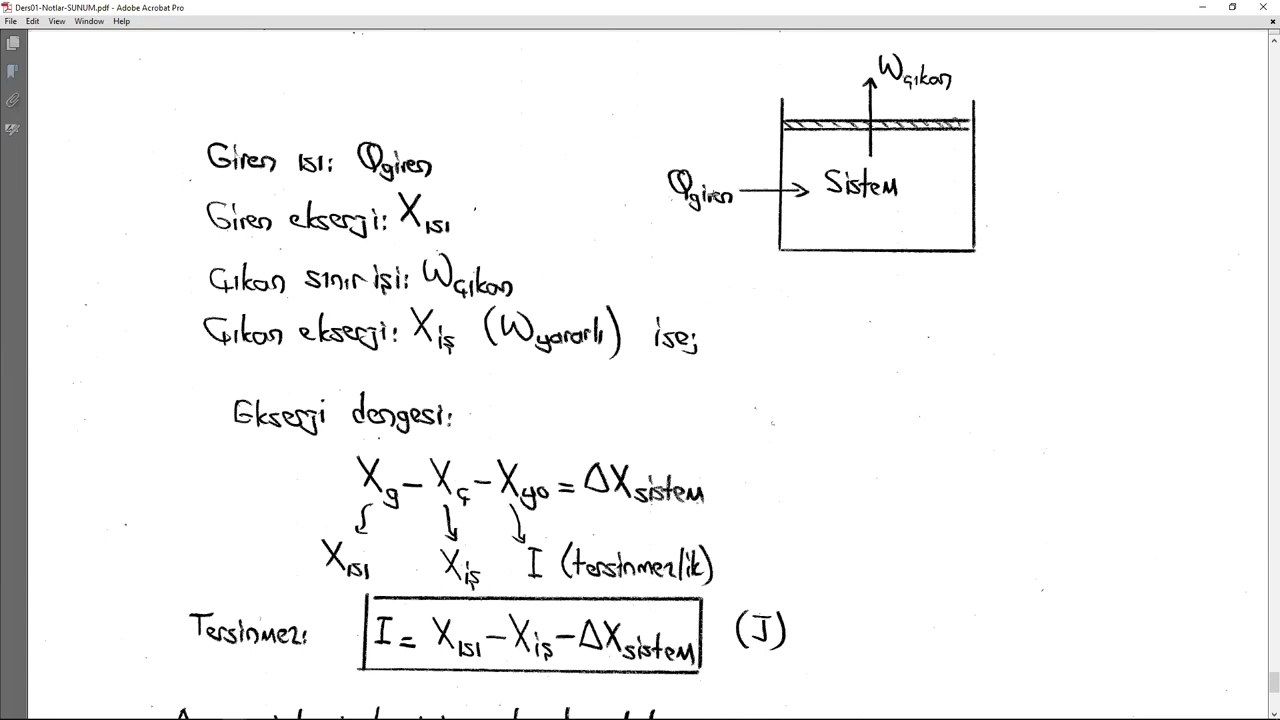 Ders01-Notlar-SUNUM.pdf - Adobe Acrobat Pro
File Edit View Window Help
Wçıkan
Giren ısı: Qgiren
Qgiren
Sistem
Giren ekserji: Xısı
Çıkan sınır işi: Wçıkan
Çıkan ekserji: Xiş (Wyararlı) ise;
Ekserji dengesi:
Xg - Xç - Xyo = ΔXsistem
Xısı Xiş I (tersinmezlik)
Tersinmez: I = Xısı - Xiş - ΔXsistem (J)